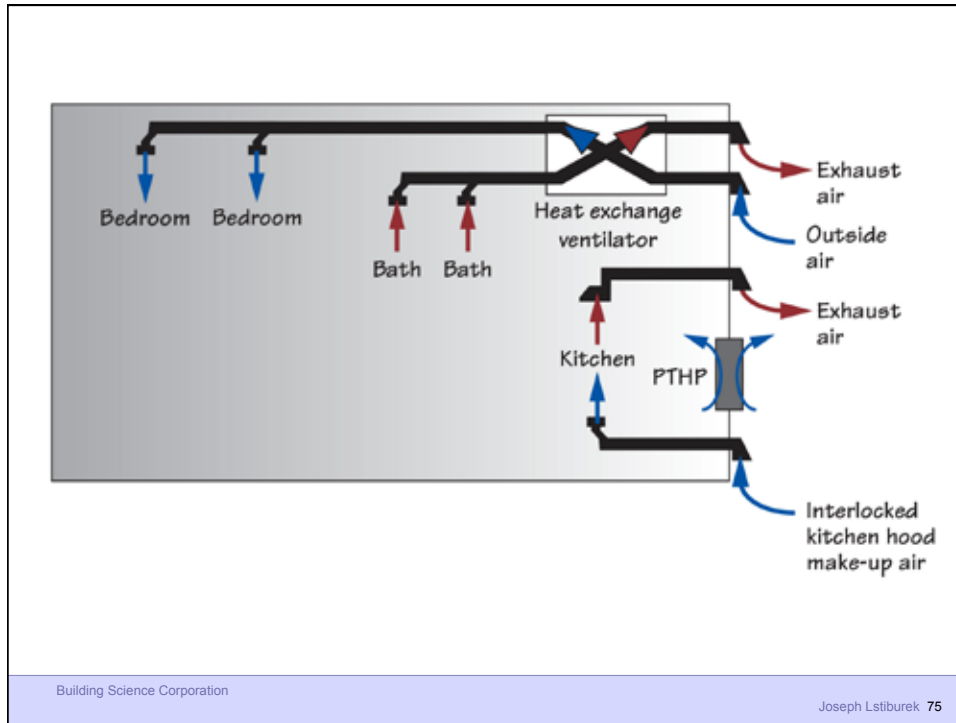 Exhaust
air
Bedroom Bedroom
Heat exchange
ventilator
Outside
air
Bath Bath
Exhaust
air
Kitchen
PTHP
Interlocked
kitchen hood
make-up air
Building Science Corporation
Joseph Lstiburek 75